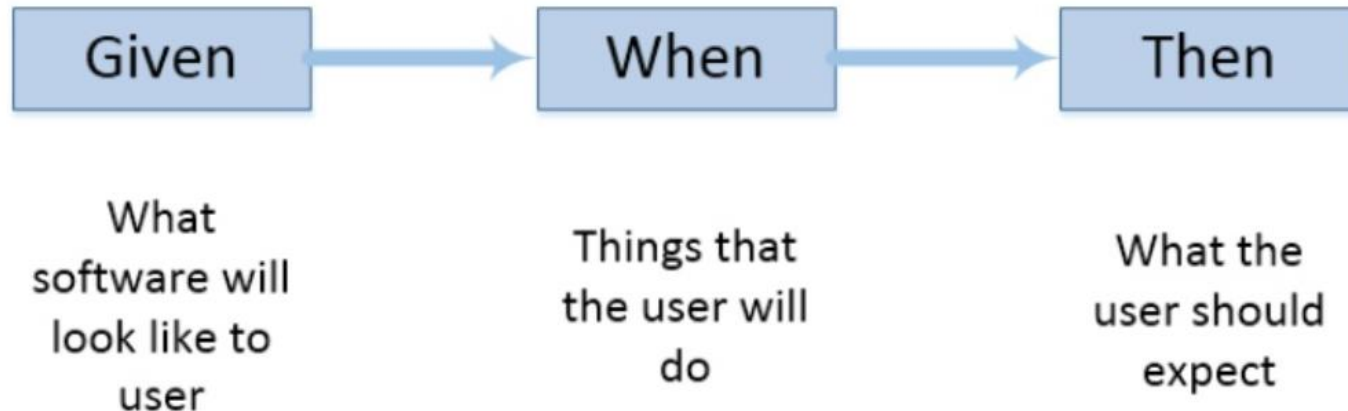 Given
When
Then
What
software will
look like to
user
Things that
the user will
do
What the
user should
expect